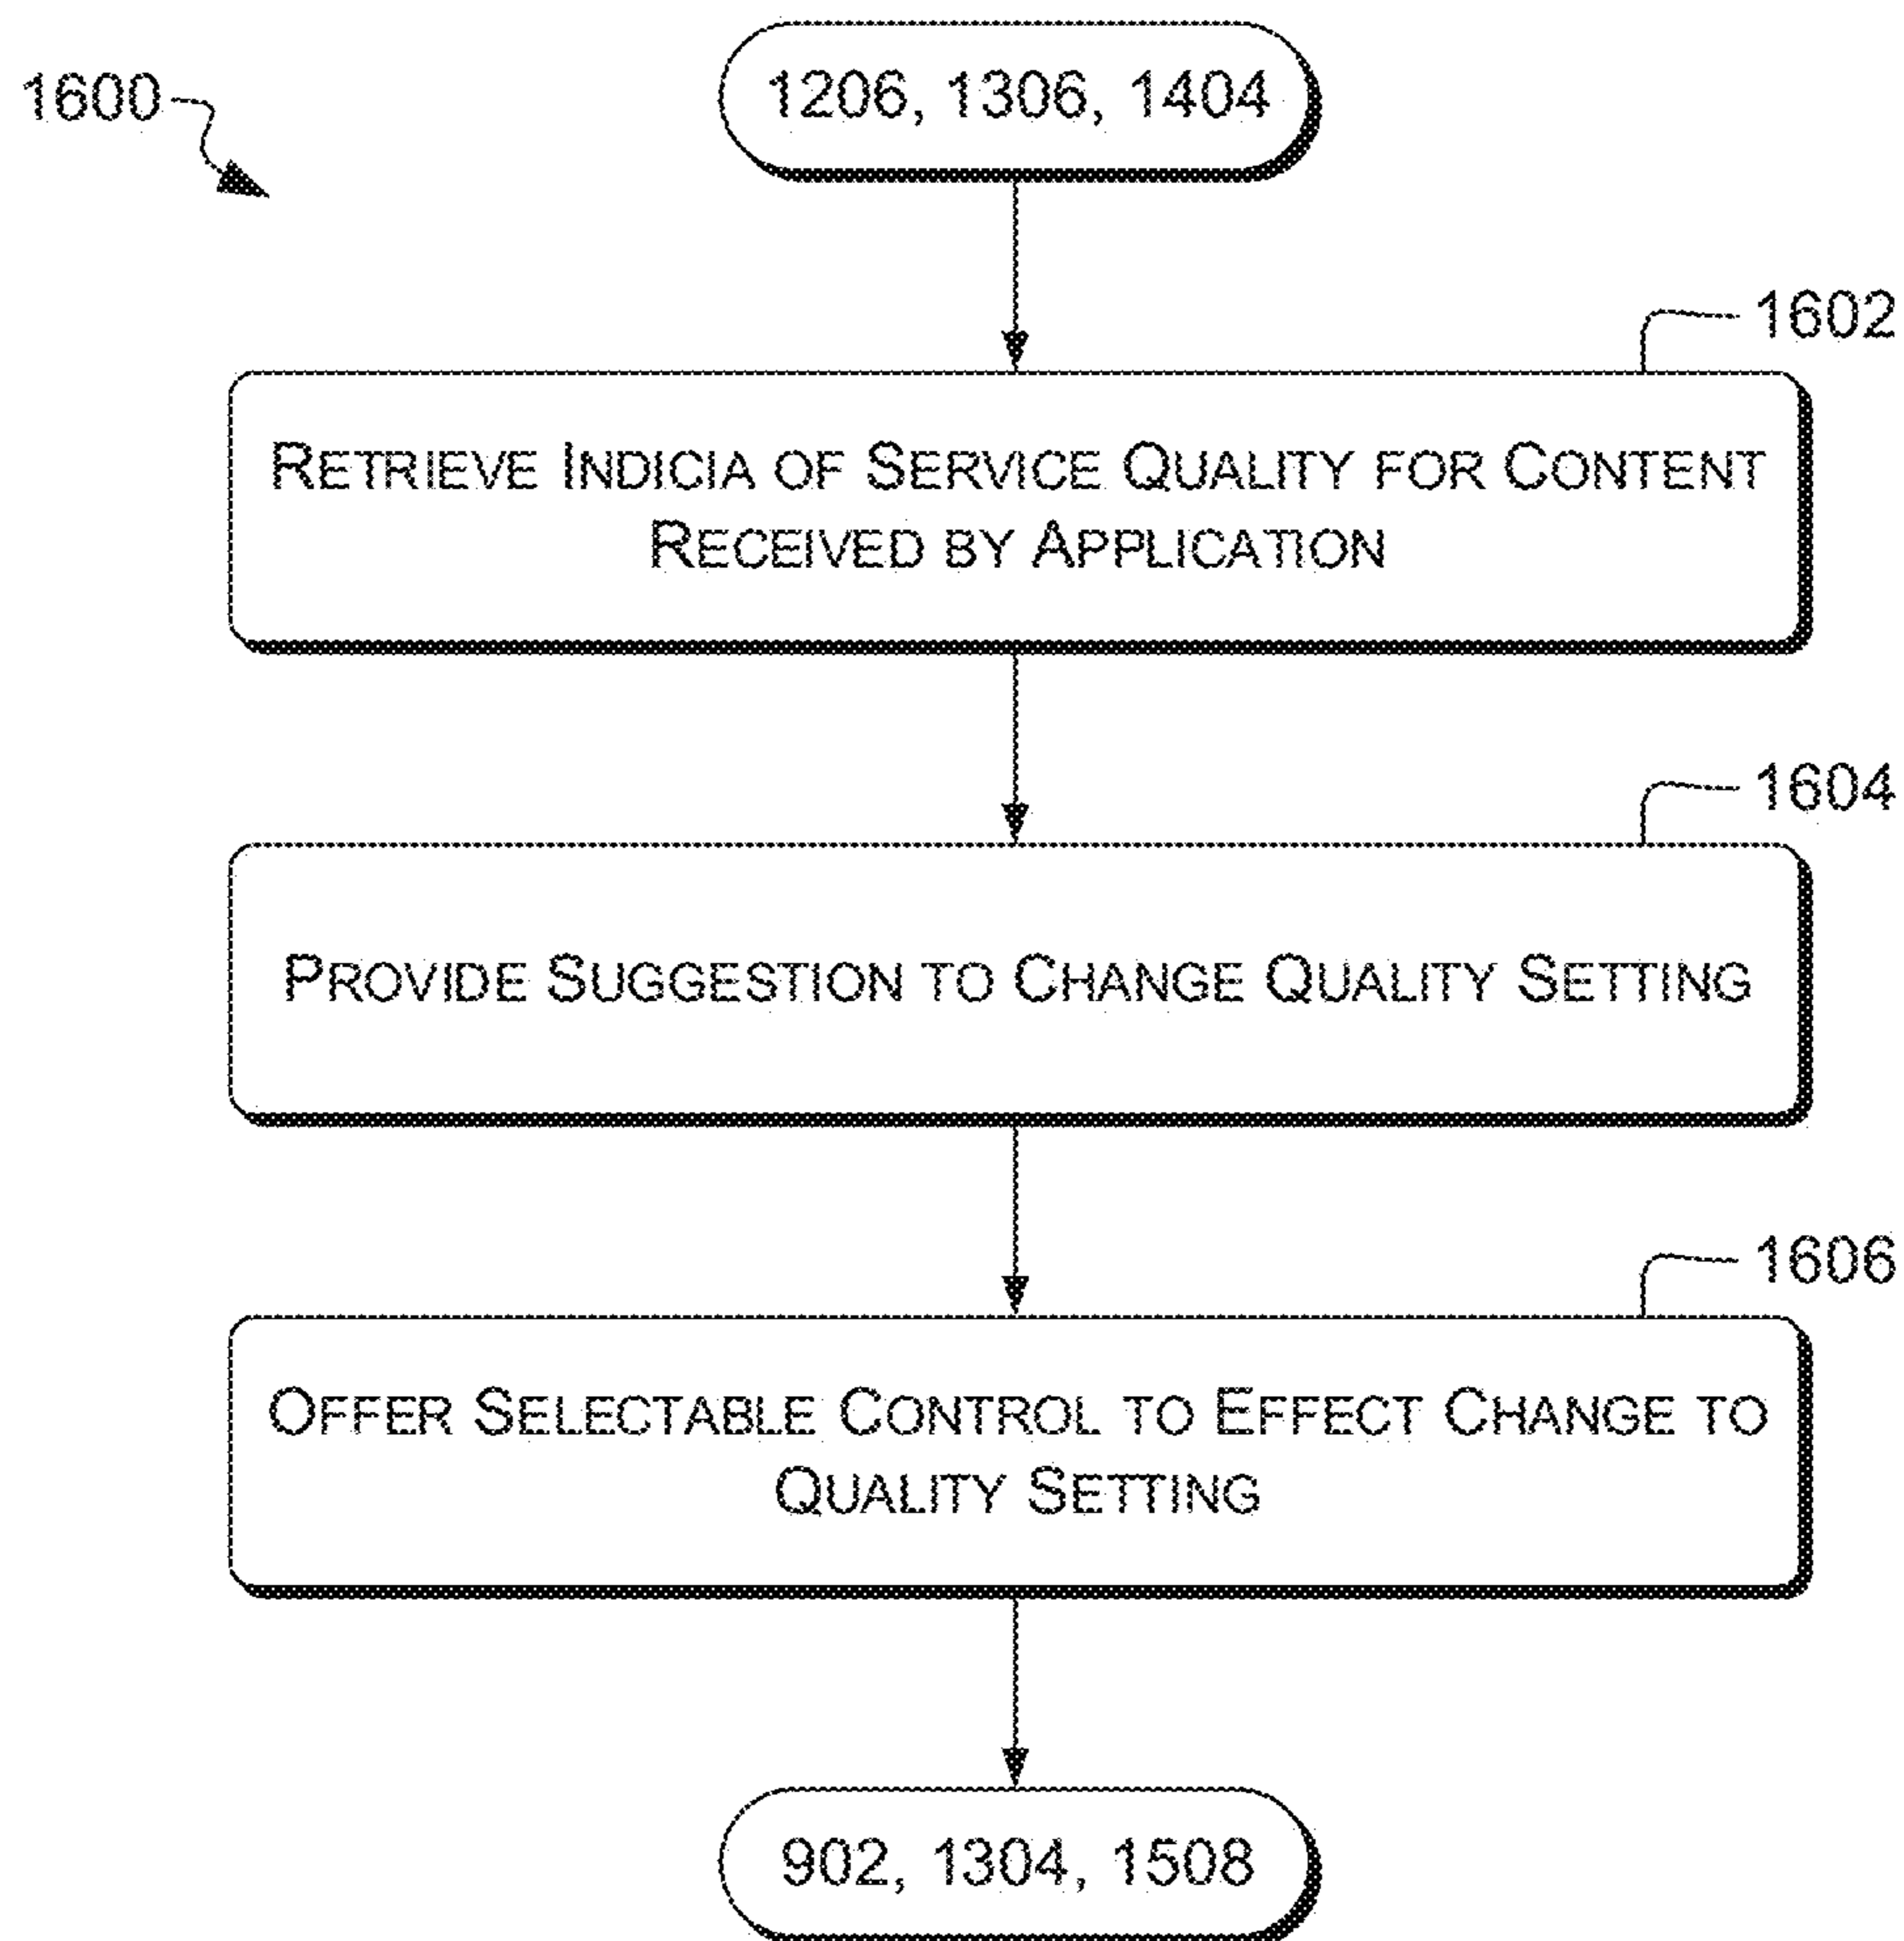 1600
1206, 1306, 1404
1602
RETRIEVE INDICIA OF SERVICE QUALITY FOR CONTENT
RECEIVED BY APPLICATION
1604
PROVIDE SUGGESTION TO CHANGE QUALITY SETTING
1606
OFFER SELECTABLE CONTROL TO EFFECT CHANGE TO
QUALITY SETTING
902, 1304, 1508